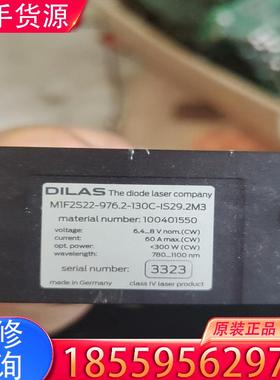 手货源
DILAS The diode laser company
M1F2S22-976.2-130C-IS29.2M3
material number: 100401550
voltage: 6,4...8 V nom.(CW)
current: 60 A max.(CW)
opt. power: <300 W (CW)
wavelength: 780...1100 nm
serial number: 3323
made in Germany class IV laser product
修 原装正品 现
询 18559562970